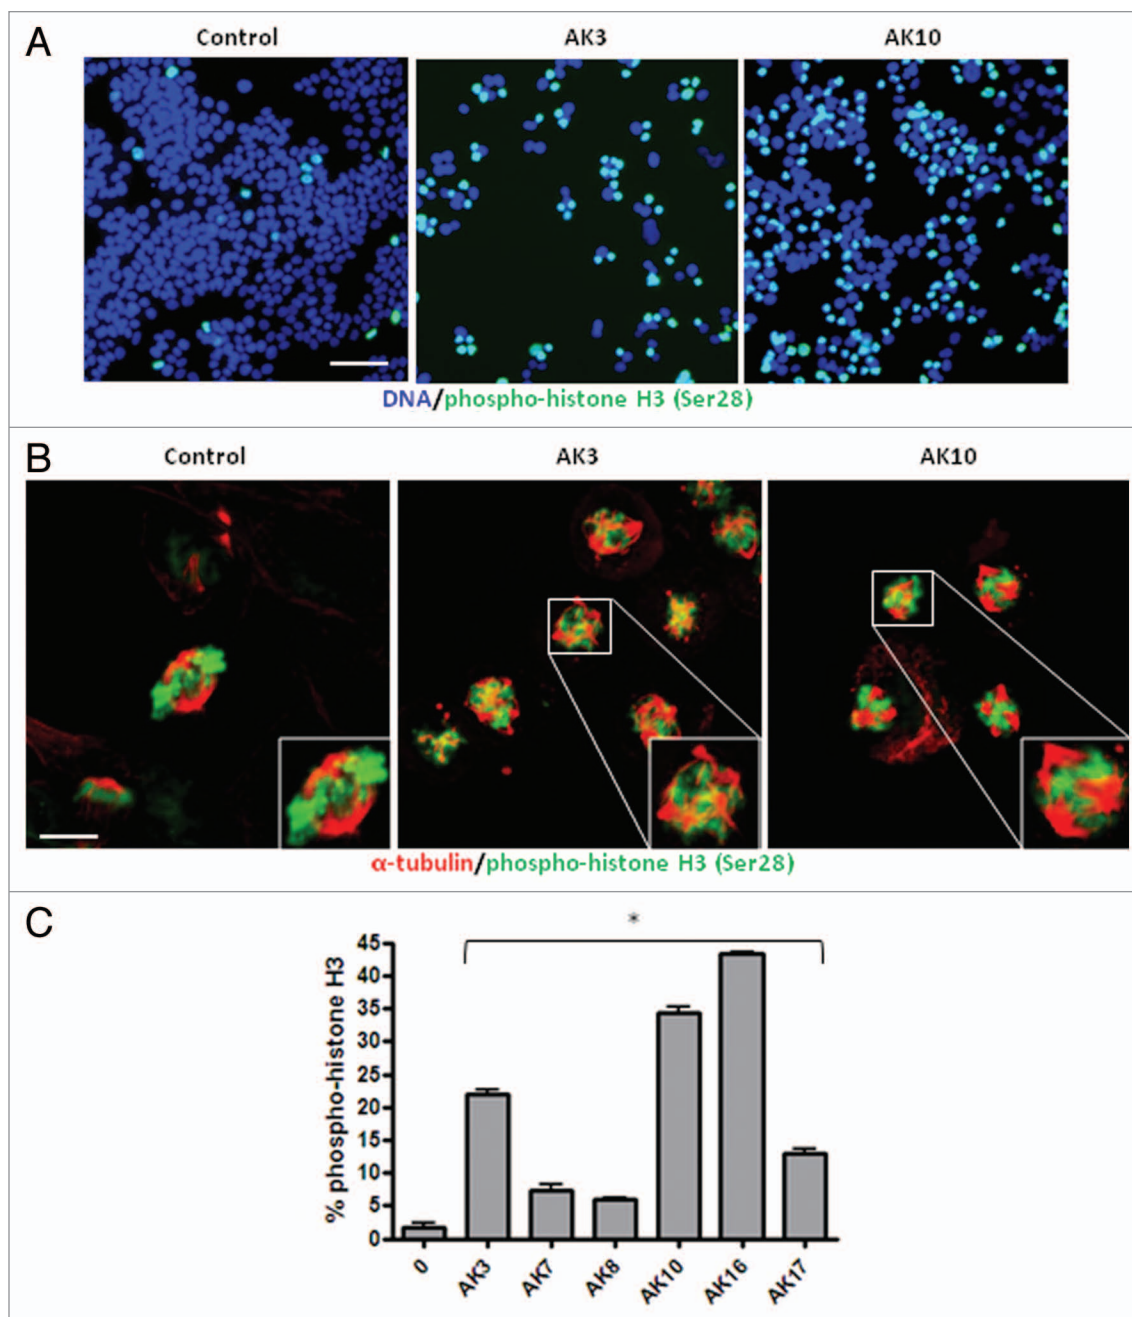 A
Control AK3 AK10
DNA/phospho-histone H3 (Ser28)
B
Control AK3 AK10
α-tubulin/phospho-histone H3 (Ser28)
C
*
% phospho-histone H3
45
40
35
30
25
20
15
10
5
0
0 AK3 AK7 AK8 AK10 AK16 AK17